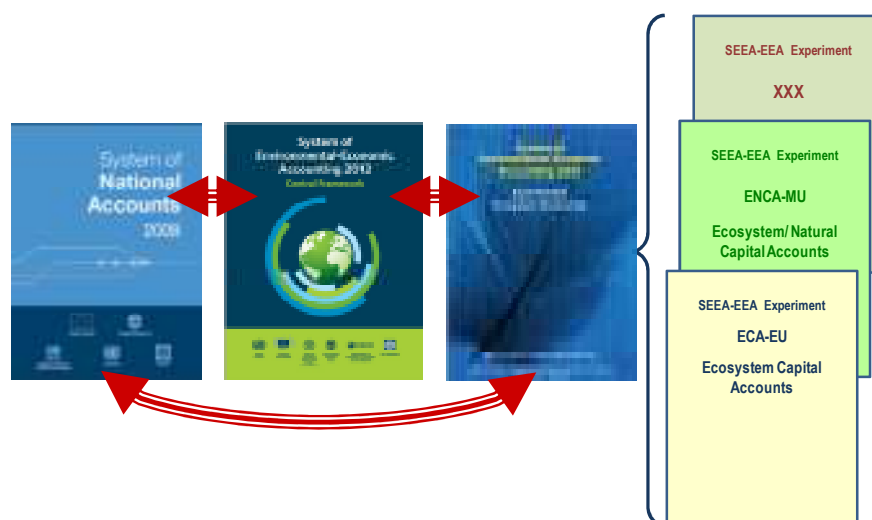 System of
National
Accounts
2008
System of
Environmental-Economic
Accounting 2012
Central Framework
SEEA-EEA Experiment
XXX
SEEA-EEA Experiment
ENCA-MU
Ecosystem/ Natural
Capital Accounts
SEEA-EEA Experiment
ECA-EU
Ecosystem Capital
Accounts